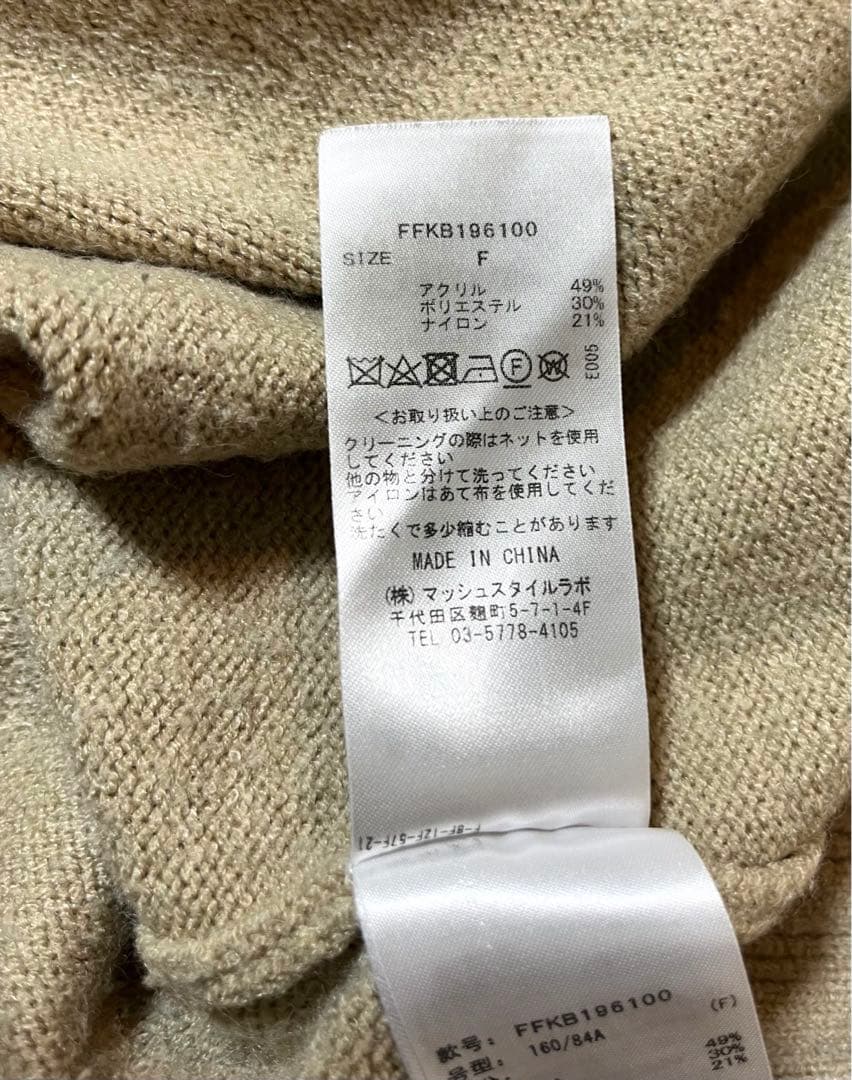 FFKB196100
SIZE F
アクリル 49%
ポリエステル 30%
ナイロン 21%
F W E005
<お取り扱い上のご注意>
クリーニングの際はネットを使用
してください
他の物と分けて洗ってください
アイロンはあて布を使用してくだ
さい
洗たくで多少縮むことがあります
MADE IN CHINA
(株)マッシュスタイルラボ
千代田区麹町5-7-1-4F
TEL 03-5778-4105
F-8F-12F-57F-21
款号: FFKB196100 (F)
号型: 160/84A
49%
30%
21%